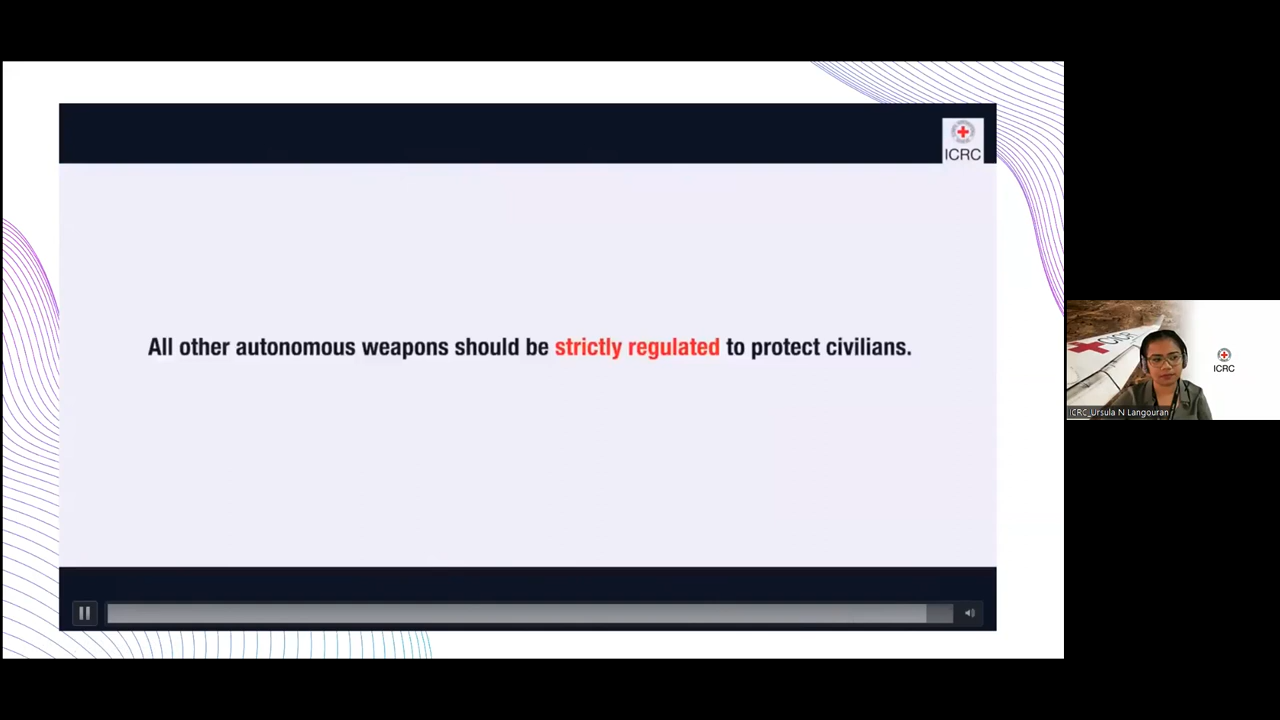 ICRC
All other autonomous weapons should be strictly regulated to protect civilians.
ICRC
ICRC_Ursula N Langouran